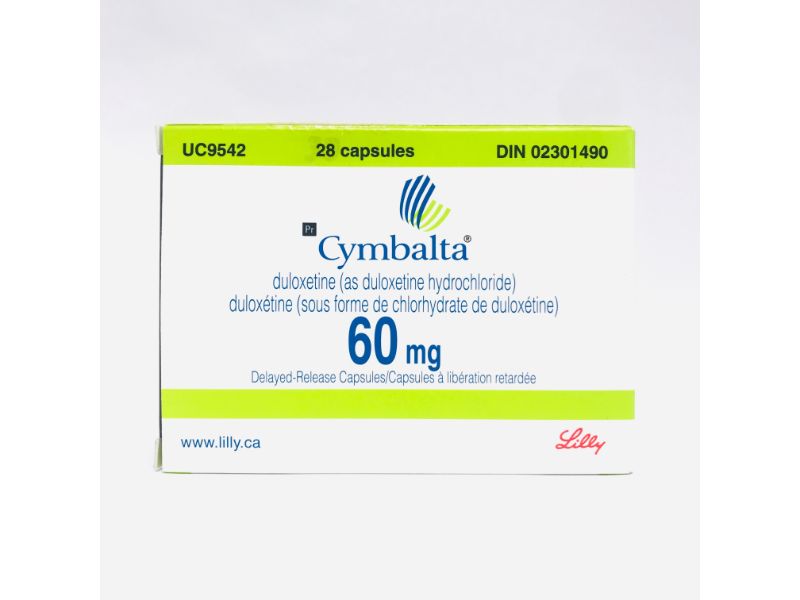 UC9542 28 capsules DIN 02301490
Pr Cymbalta®
duloxetine (as duloxetine hydrochloride)
duloxétine (sous forme de chlorhydrate de duloxétine)
60 mg
Delayed-Release Capsules/Capsules à libération retardée
www.lilly.ca Lilly